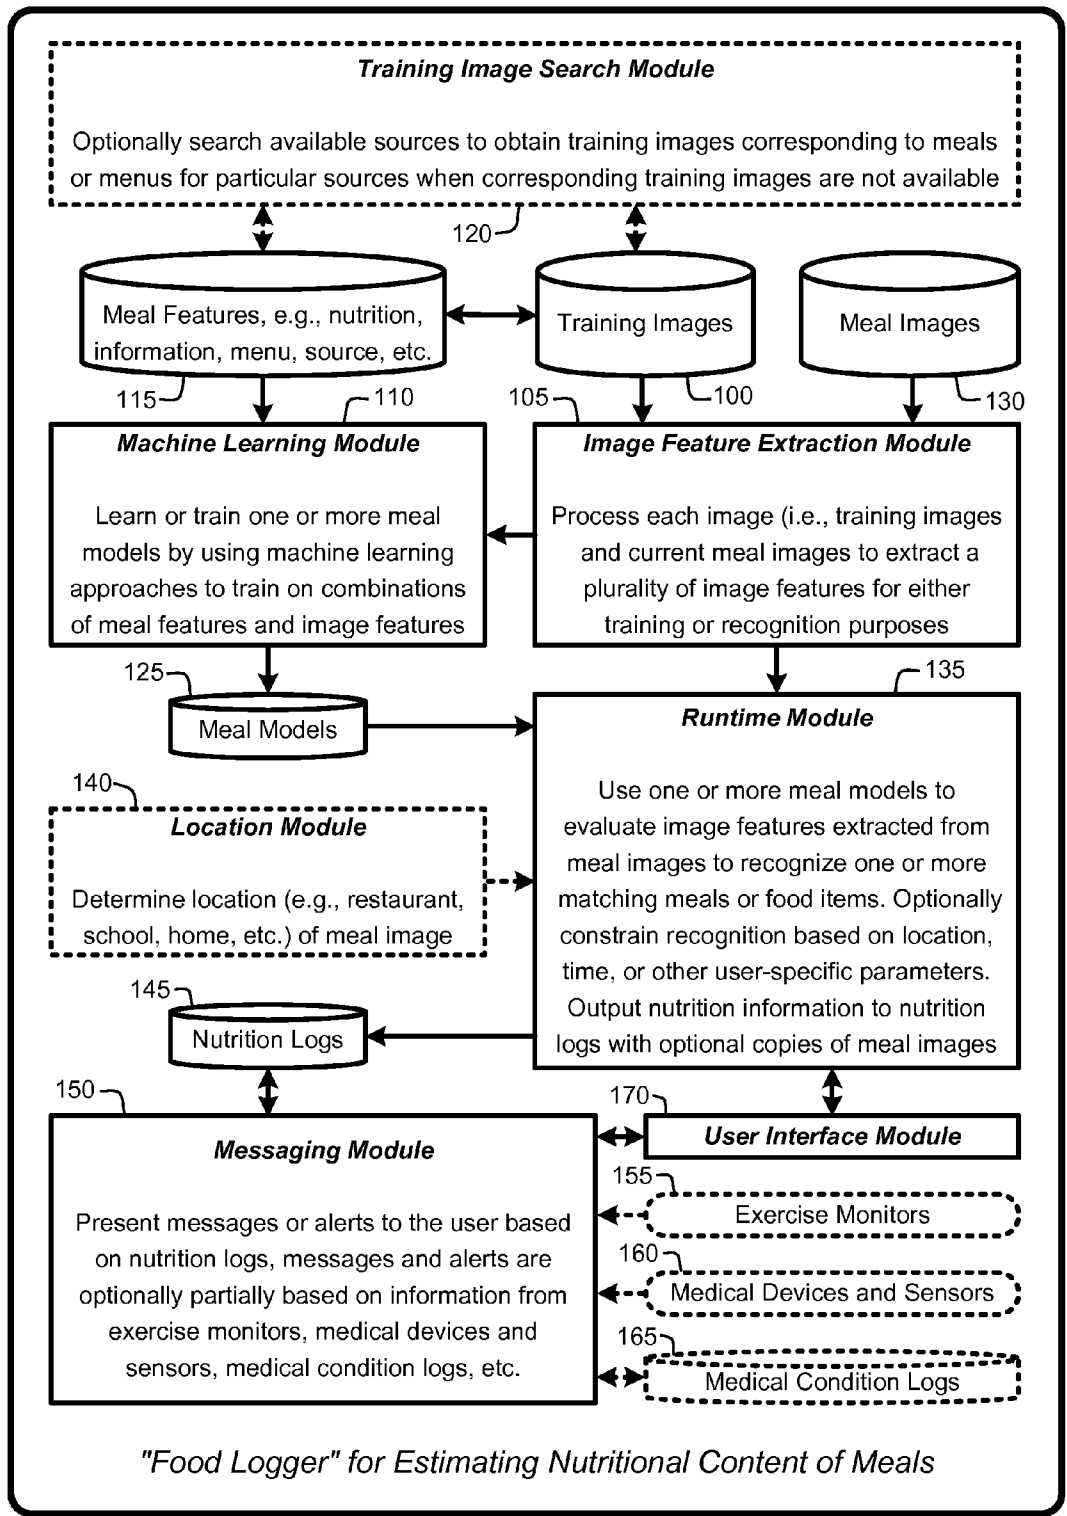 Training Image Search Module
Optionally search available sources to obtain training images corresponding to meals
or menus for particular sources when corresponding training images are not available
120
Meal Features, e.g., nutrition,
information, menu, source, etc.
Training Images
Meal Images
115
110
105
100
130
Machine Learning Module
Learn or train one or more meal
models by using machine learning
approaches to train on combinations
of meal features and image features
Image Feature Extraction Module
Process each image (i.e., training images
and current meal images to extract a
plurality of image features for either
training or recognition purposes
125
Meal Models
135
Runtime Module
Use one or more meal models to
evaluate image features extracted from
meal images to recognize one or more
matching meals or food items. Optionally
constrain recognition based on location,
time, or other user-specific parameters.
Output nutrition information to nutrition
logs with optional copies of meal images
140
Location Module
Determine location (e.g., restaurant,
school, home, etc.) of meal image
145
Nutrition Logs
150
Messaging Module
Present messages or alerts to the user based
on nutrition logs, messages and alerts are
optionally partially based on information from
exercise monitors, medical devices and
sensors, medical condition logs, etc.
170
User Interface Module
155
Exercise Monitors
160
Medical Devices and Sensors
165
Medical Condition Logs
"Food Logger" for Estimating Nutritional Content of Meals